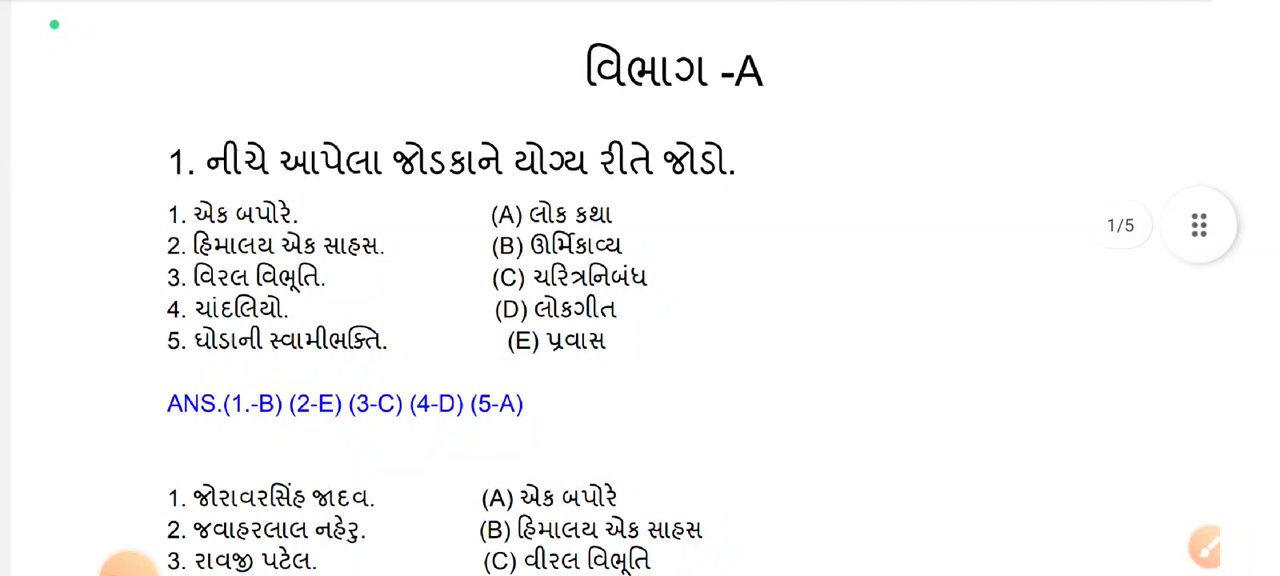 વિભાગ -A
1. નીચે આપેલા જોડકાને યોગ્ય રીતે જોડો.
1. એક બપોરે. (A) લોક કથા
2. હિમાલય એક સાહસ. (B) ઊર્મિકાવ્ય
3. વિરલ વિભૂતિ. (C) ચરિત્રનિબંધ
1/5
4. ચાંદલિયો. (D) લોકગીત
5. ઘોડાની સ્વામીભક્તિ. (E) પ્રવાસ
ANS.(1.-B) (2-E) (3-C) (4-D) (5-A)
1. જોરાવરસિંહ જાદવ. (A) એક બપોરે
2. જવાહરલાલ નહેરુ. (B) હિમાલય એક સાહસ
3. રાવજી પટેલ. (C) વીરલ વિભૂતિ